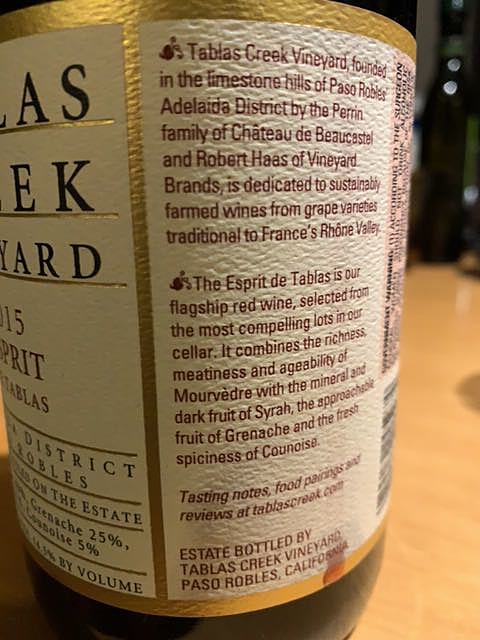 LAS
EEK
YARD
015
SPRIT
TABLAS
DISTRICT
ROBLES
ON THE ESTATE
Grenache 25%,
Counoise 5%
BY VOLUME
Tablas Creek Vineyard, founded
in the limestone hills of Paso Robles'
Adelaida District by the Perrin
family of Château de Beaucastel
and Robert Haas of Vineyard
Brands, is dedicated to sustainably
farmed wines from grape varieties
traditional to France's Rhône Valley.
The Esprit de Tablas is our
flagship red wine, selected from
the most compelling lots in our
cellar. It combines the richness,
meatiness and ageability of
Mourvèdre with the mineral and
dark fruit of Syrah, the approachable
fruit of Grenache and the fresh
spiciness of Counoise.
Tasting notes, food pairings and
reviews at tablascreek.com
ESTATE BOTTLED BY
TABLAS CREEK VINEYARD
PASO ROBLES, CALIFORNIA
WARNING: ACCORDING TO THE SURGEON